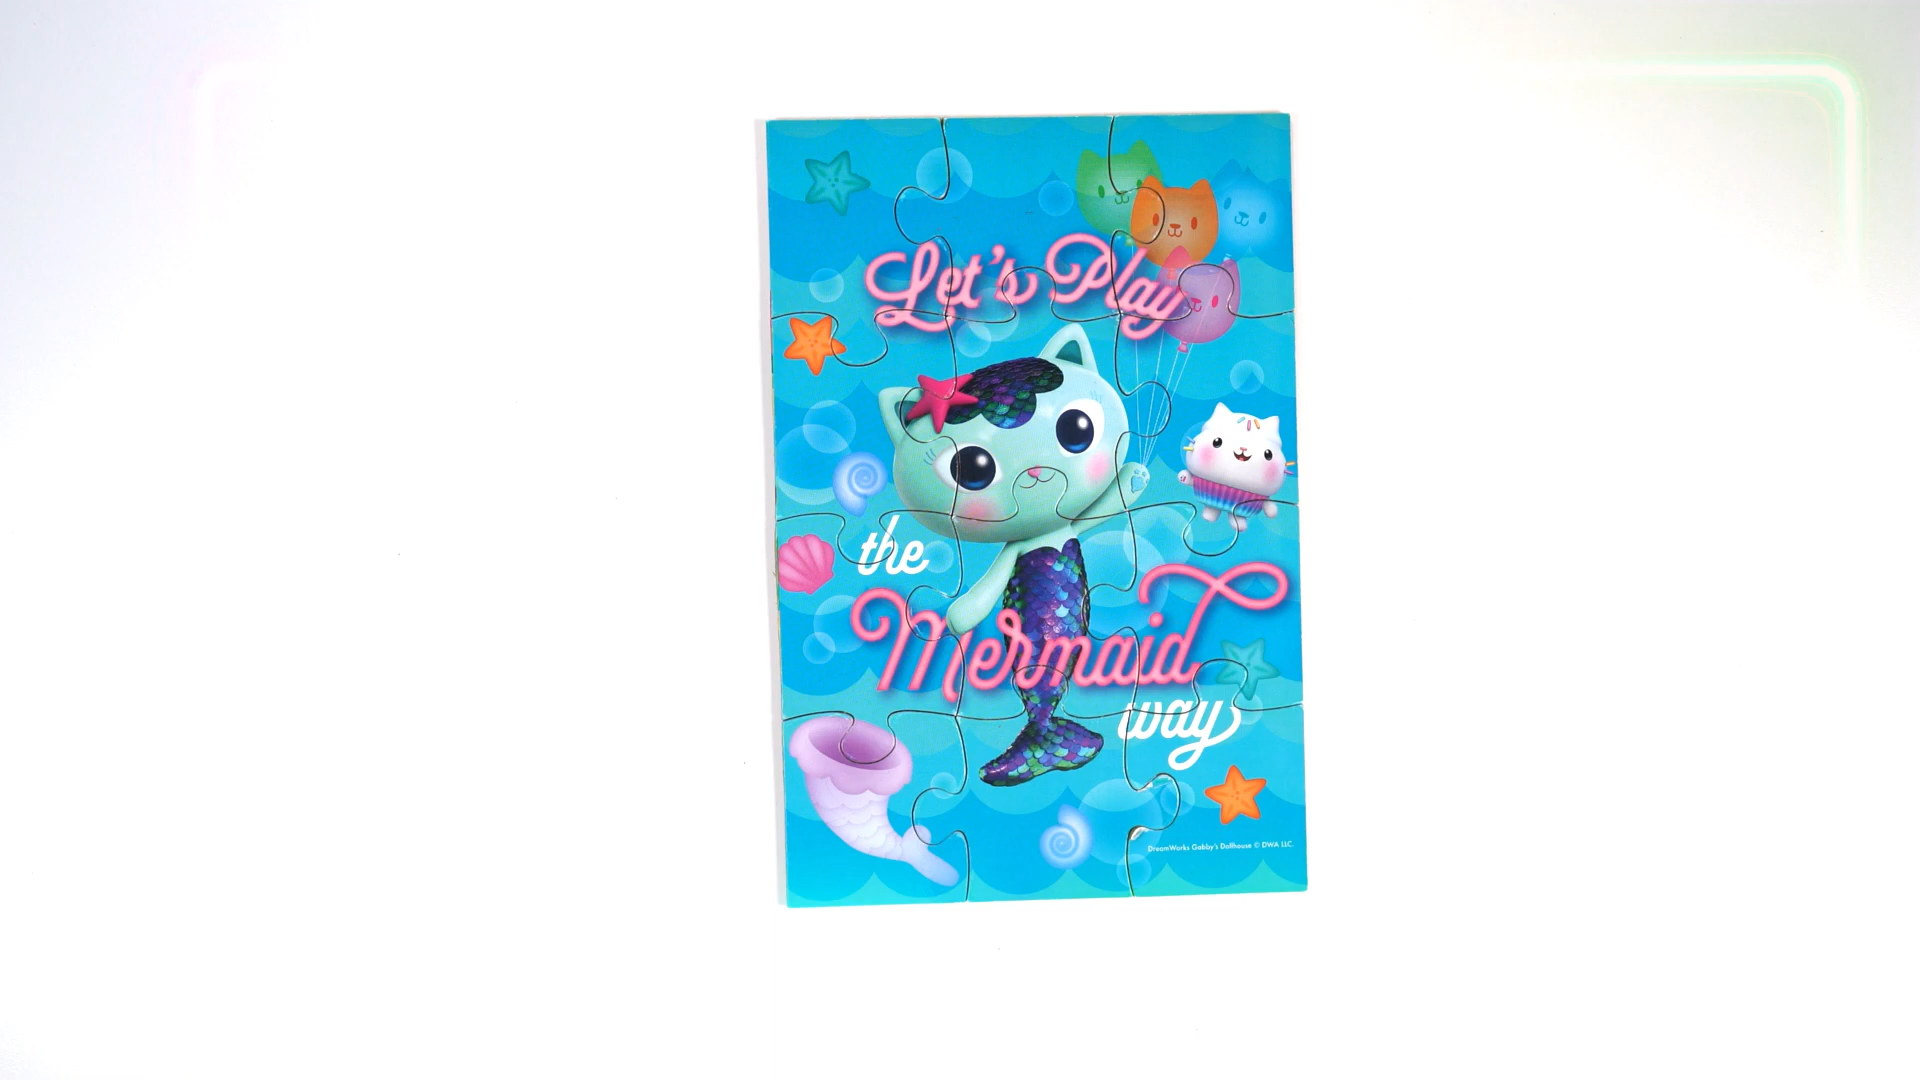 Let's Play
the
Mermaid
way
DreamWorks Gabby's Dollhouse © DWA LLC.